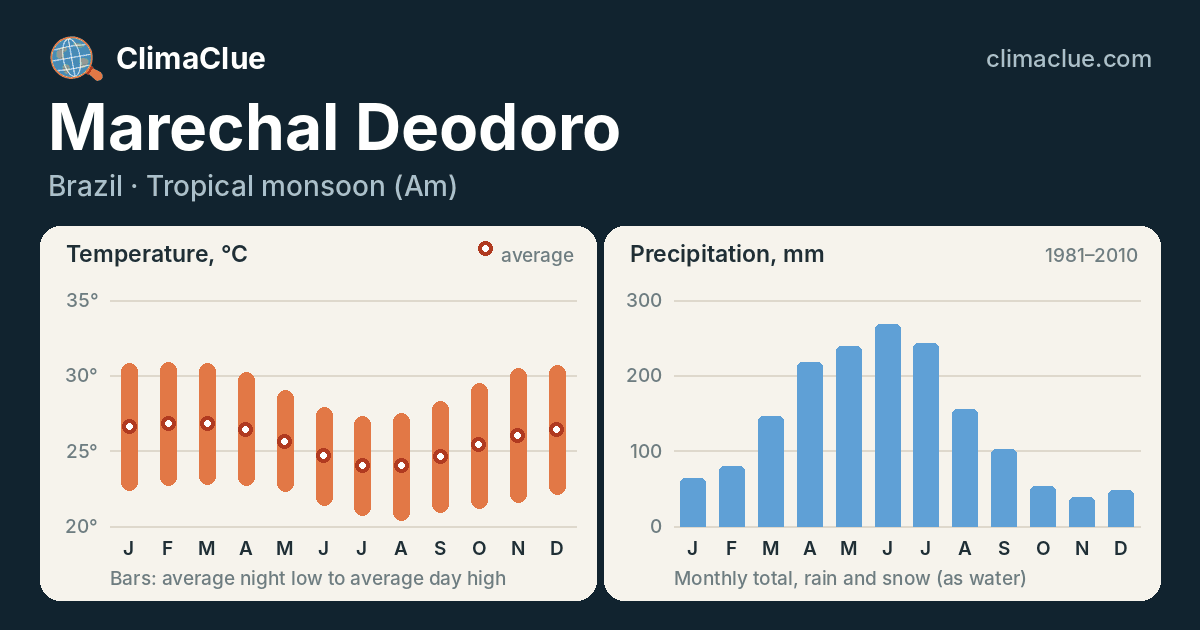 ClimaClue
climaclue.com
Marechal Deodoro
Brazil · Tropical monsoon (Am)
Temperature, °C
average
35°
30°
25°
20°
J F M A M J J A S O N D
Bars: average night low to average day high
Precipitation, mm
1981–2010
300
200
100
0
J F M A M J J A S O N D
Monthly total, rain and snow (as water)